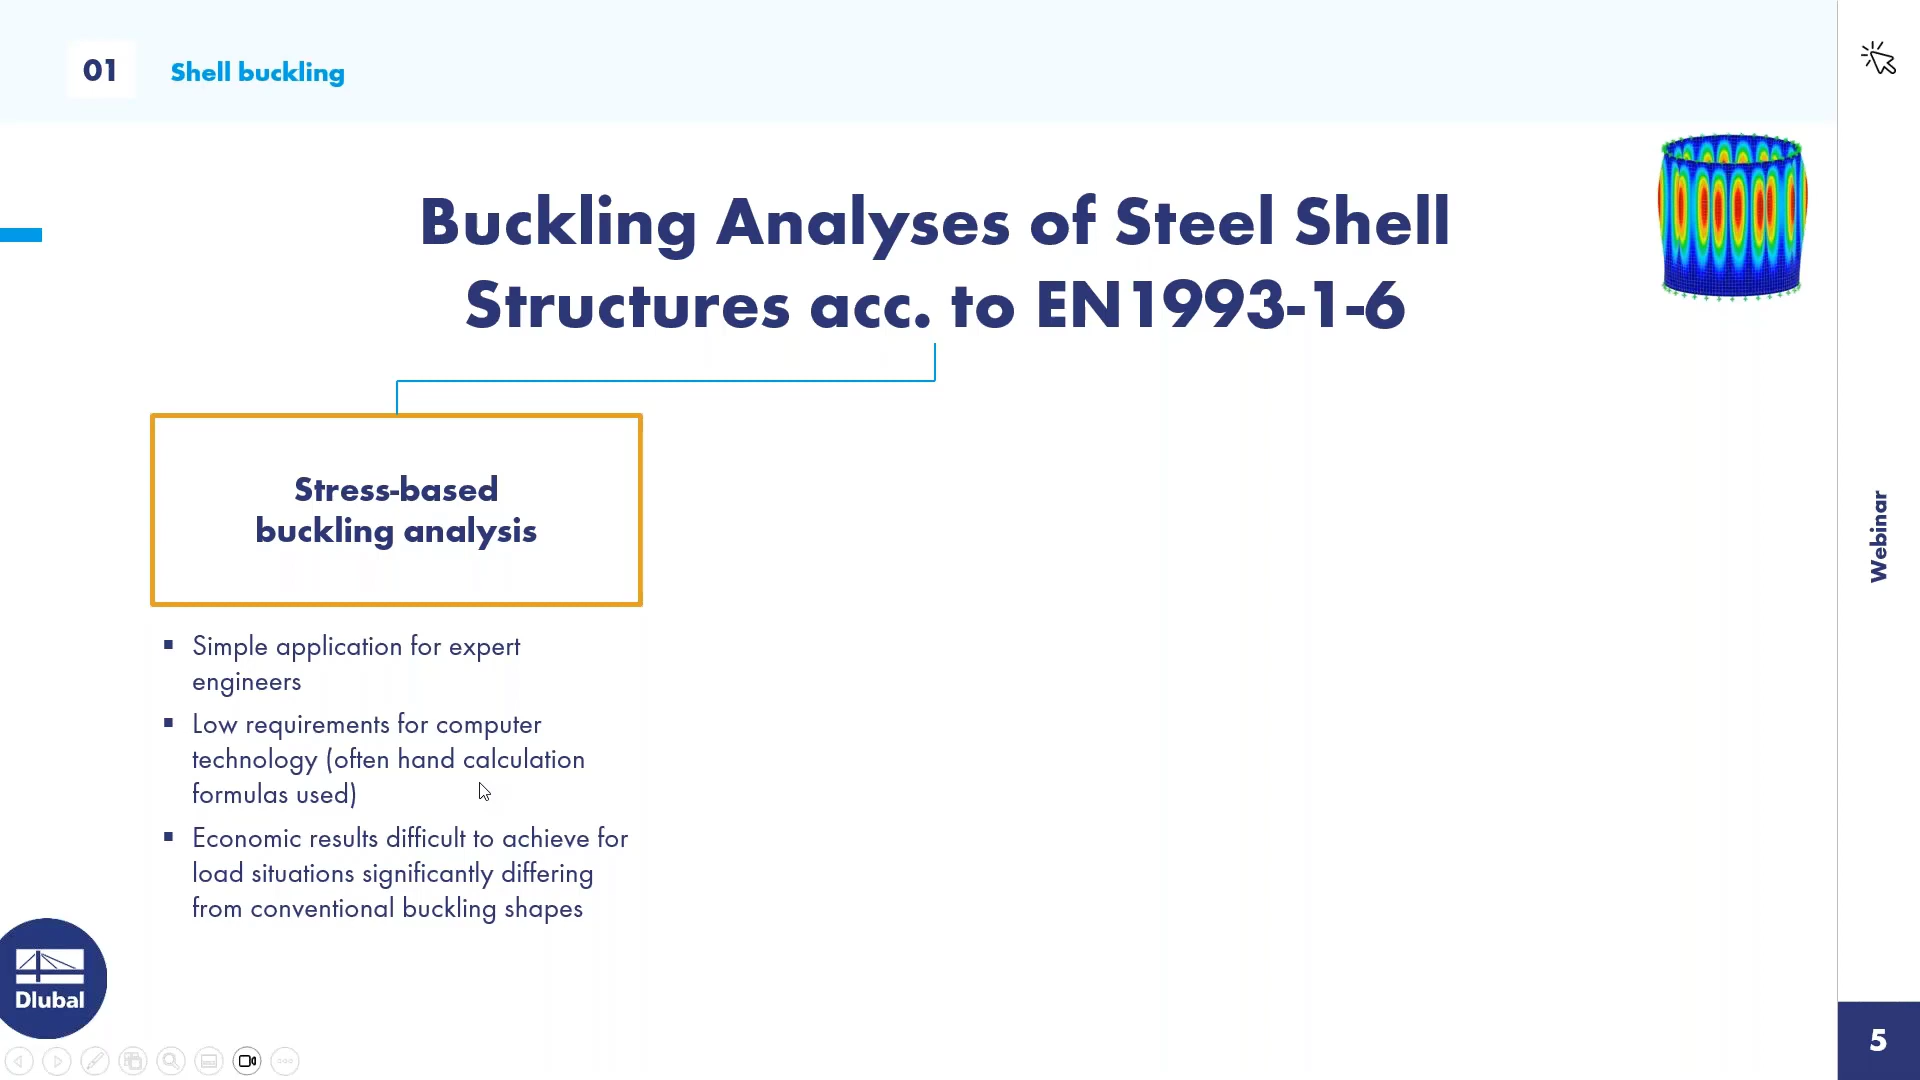 01
Shell buckling
Buckling Analyses of Steel Shell
Structures acc. to EN1993-1-6
Stress-based
buckling analysis
▪ Simple application for expert
engineers
▪ Low requirements for computer
technology (often hand calculation
formulas used)
▪ Economic results difficult to achieve for
load situations significantly differing
from conventional buckling shapes
Webinar
Dlubal
5